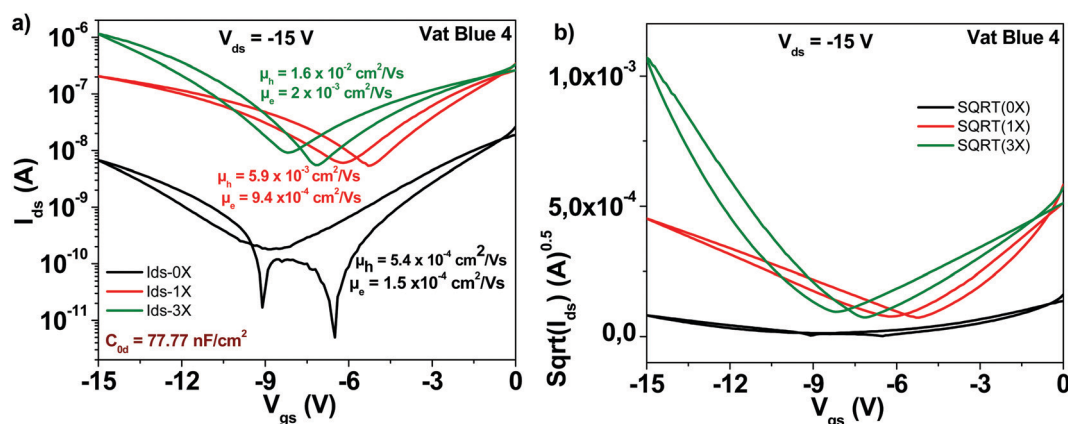 a)
V_ds = -15 V
Vat Blue 4
10^-6
10^-7
10^-8
10^-9
10^-10
10^-11
I_ds (A)
μ_h = 1.6 x 10^-2 cm^2/Vs
μ_e = 2 x 10^-3 cm^2/Vs
μ_h = 5.9 x 10^-3 cm^2/Vs
μ_e = 9.4 x10^-4 cm^2/Vs
μ_h = 5.4 x 10^-4 cm^2/Vs
μ_e = 1.5x10^-4 cm^2/Vs
Ids-0X
Ids-1X
Ids-3X
C_0d = 77.77 nF/cm^2
-15 -12 -9 -6 -3 0
V_gs (V)
b)
V_ds = -15 V
Vat Blue 4
SQRT(0X)
SQRT(1X)
SQRT(3X)
1,0x10^-3
5,0x10^-4
0,0
Sqrt(I_ds) (A)^0.5
-15 -12 -9 -6 -3 0
V_gs (V)